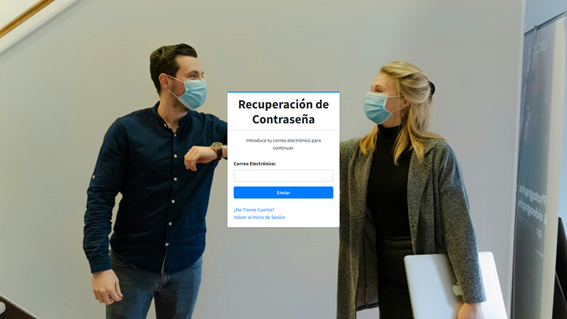 Recuperación de
Contraseña
Introduce tu correo electrónico para
continuar.
Correo Electrónico:
Enviar
¿No Tienes Cuenta?
Volver al Inicio de Sesión